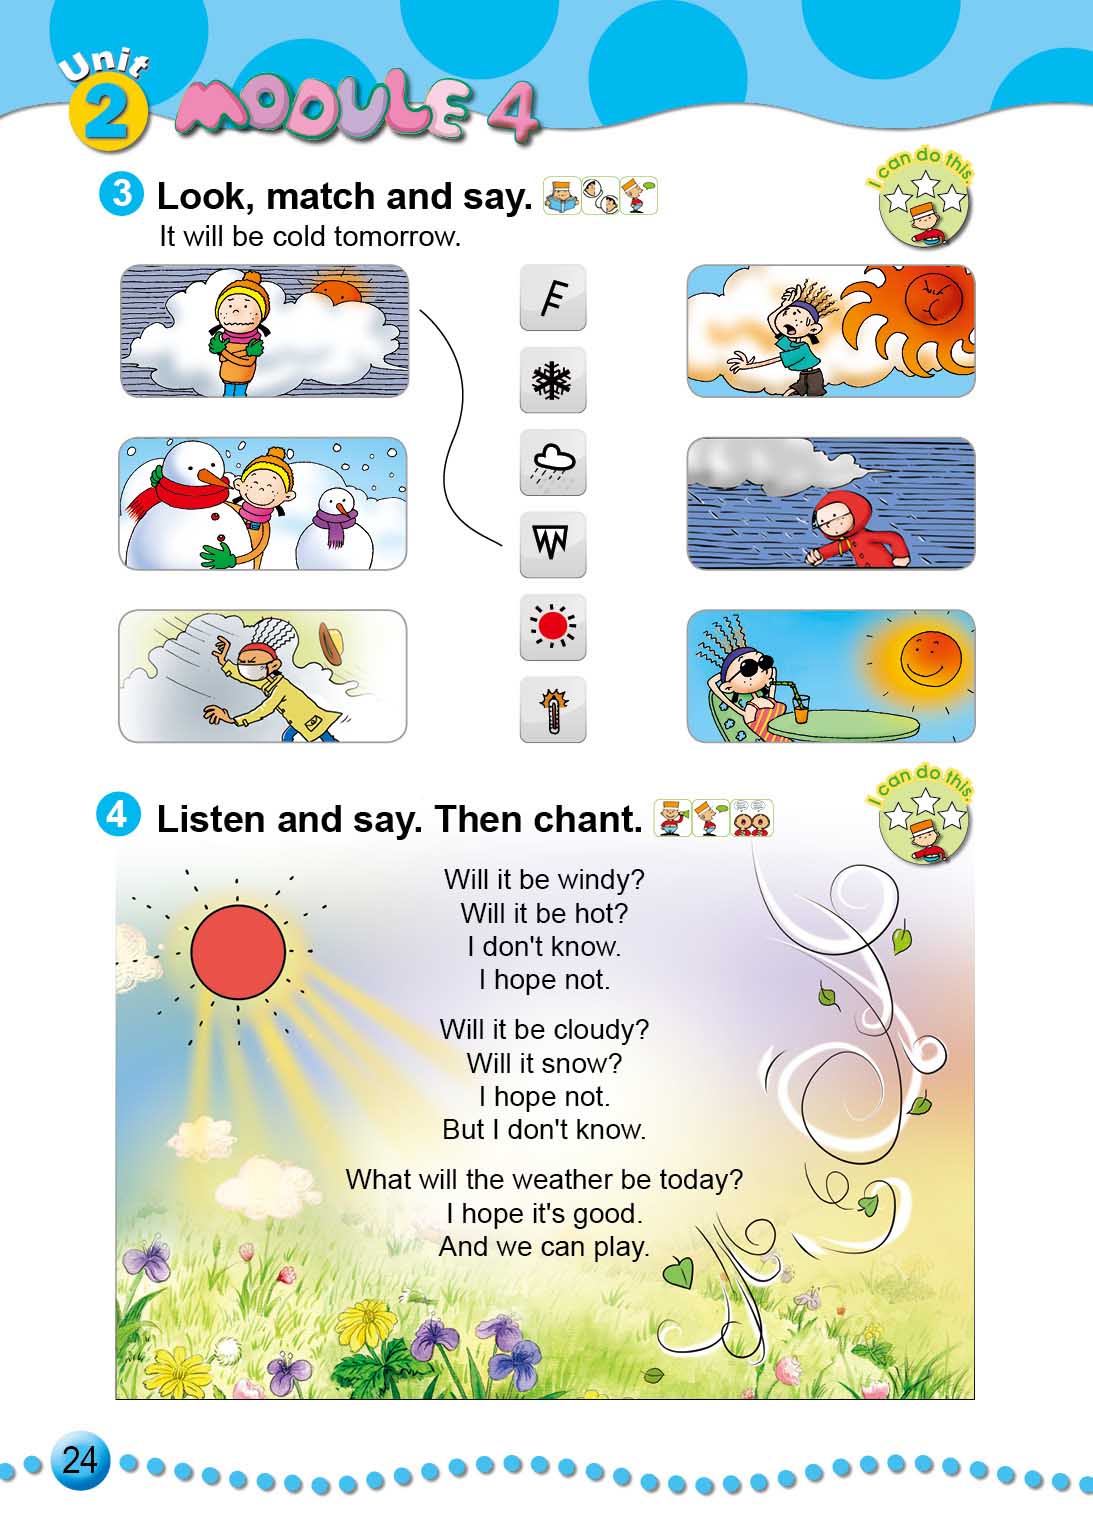 Unit
2
MODULE 4
3
Look, match and say.
I can do this.
It will be cold tomorrow.
4
Listen and say. Then chant.
I can do this.
Will it be windy?
Will it be hot?
I don't know.
I hope not.
Will it be cloudy?
Will it snow?
I hope not.
But I don't know.
What will the weather be today?
I hope it's good.
And we can play.
24